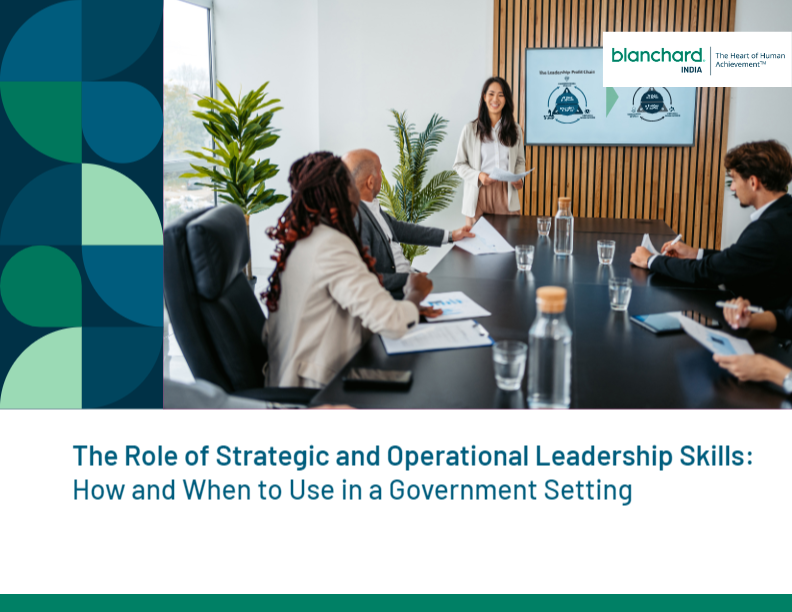 blanchard®
INDIA
The Heart of Human
Achievement™
The Leadership-Profit Chain
The Role of Strategic and Operational Leadership Skills:
How and When to Use in a Government Setting